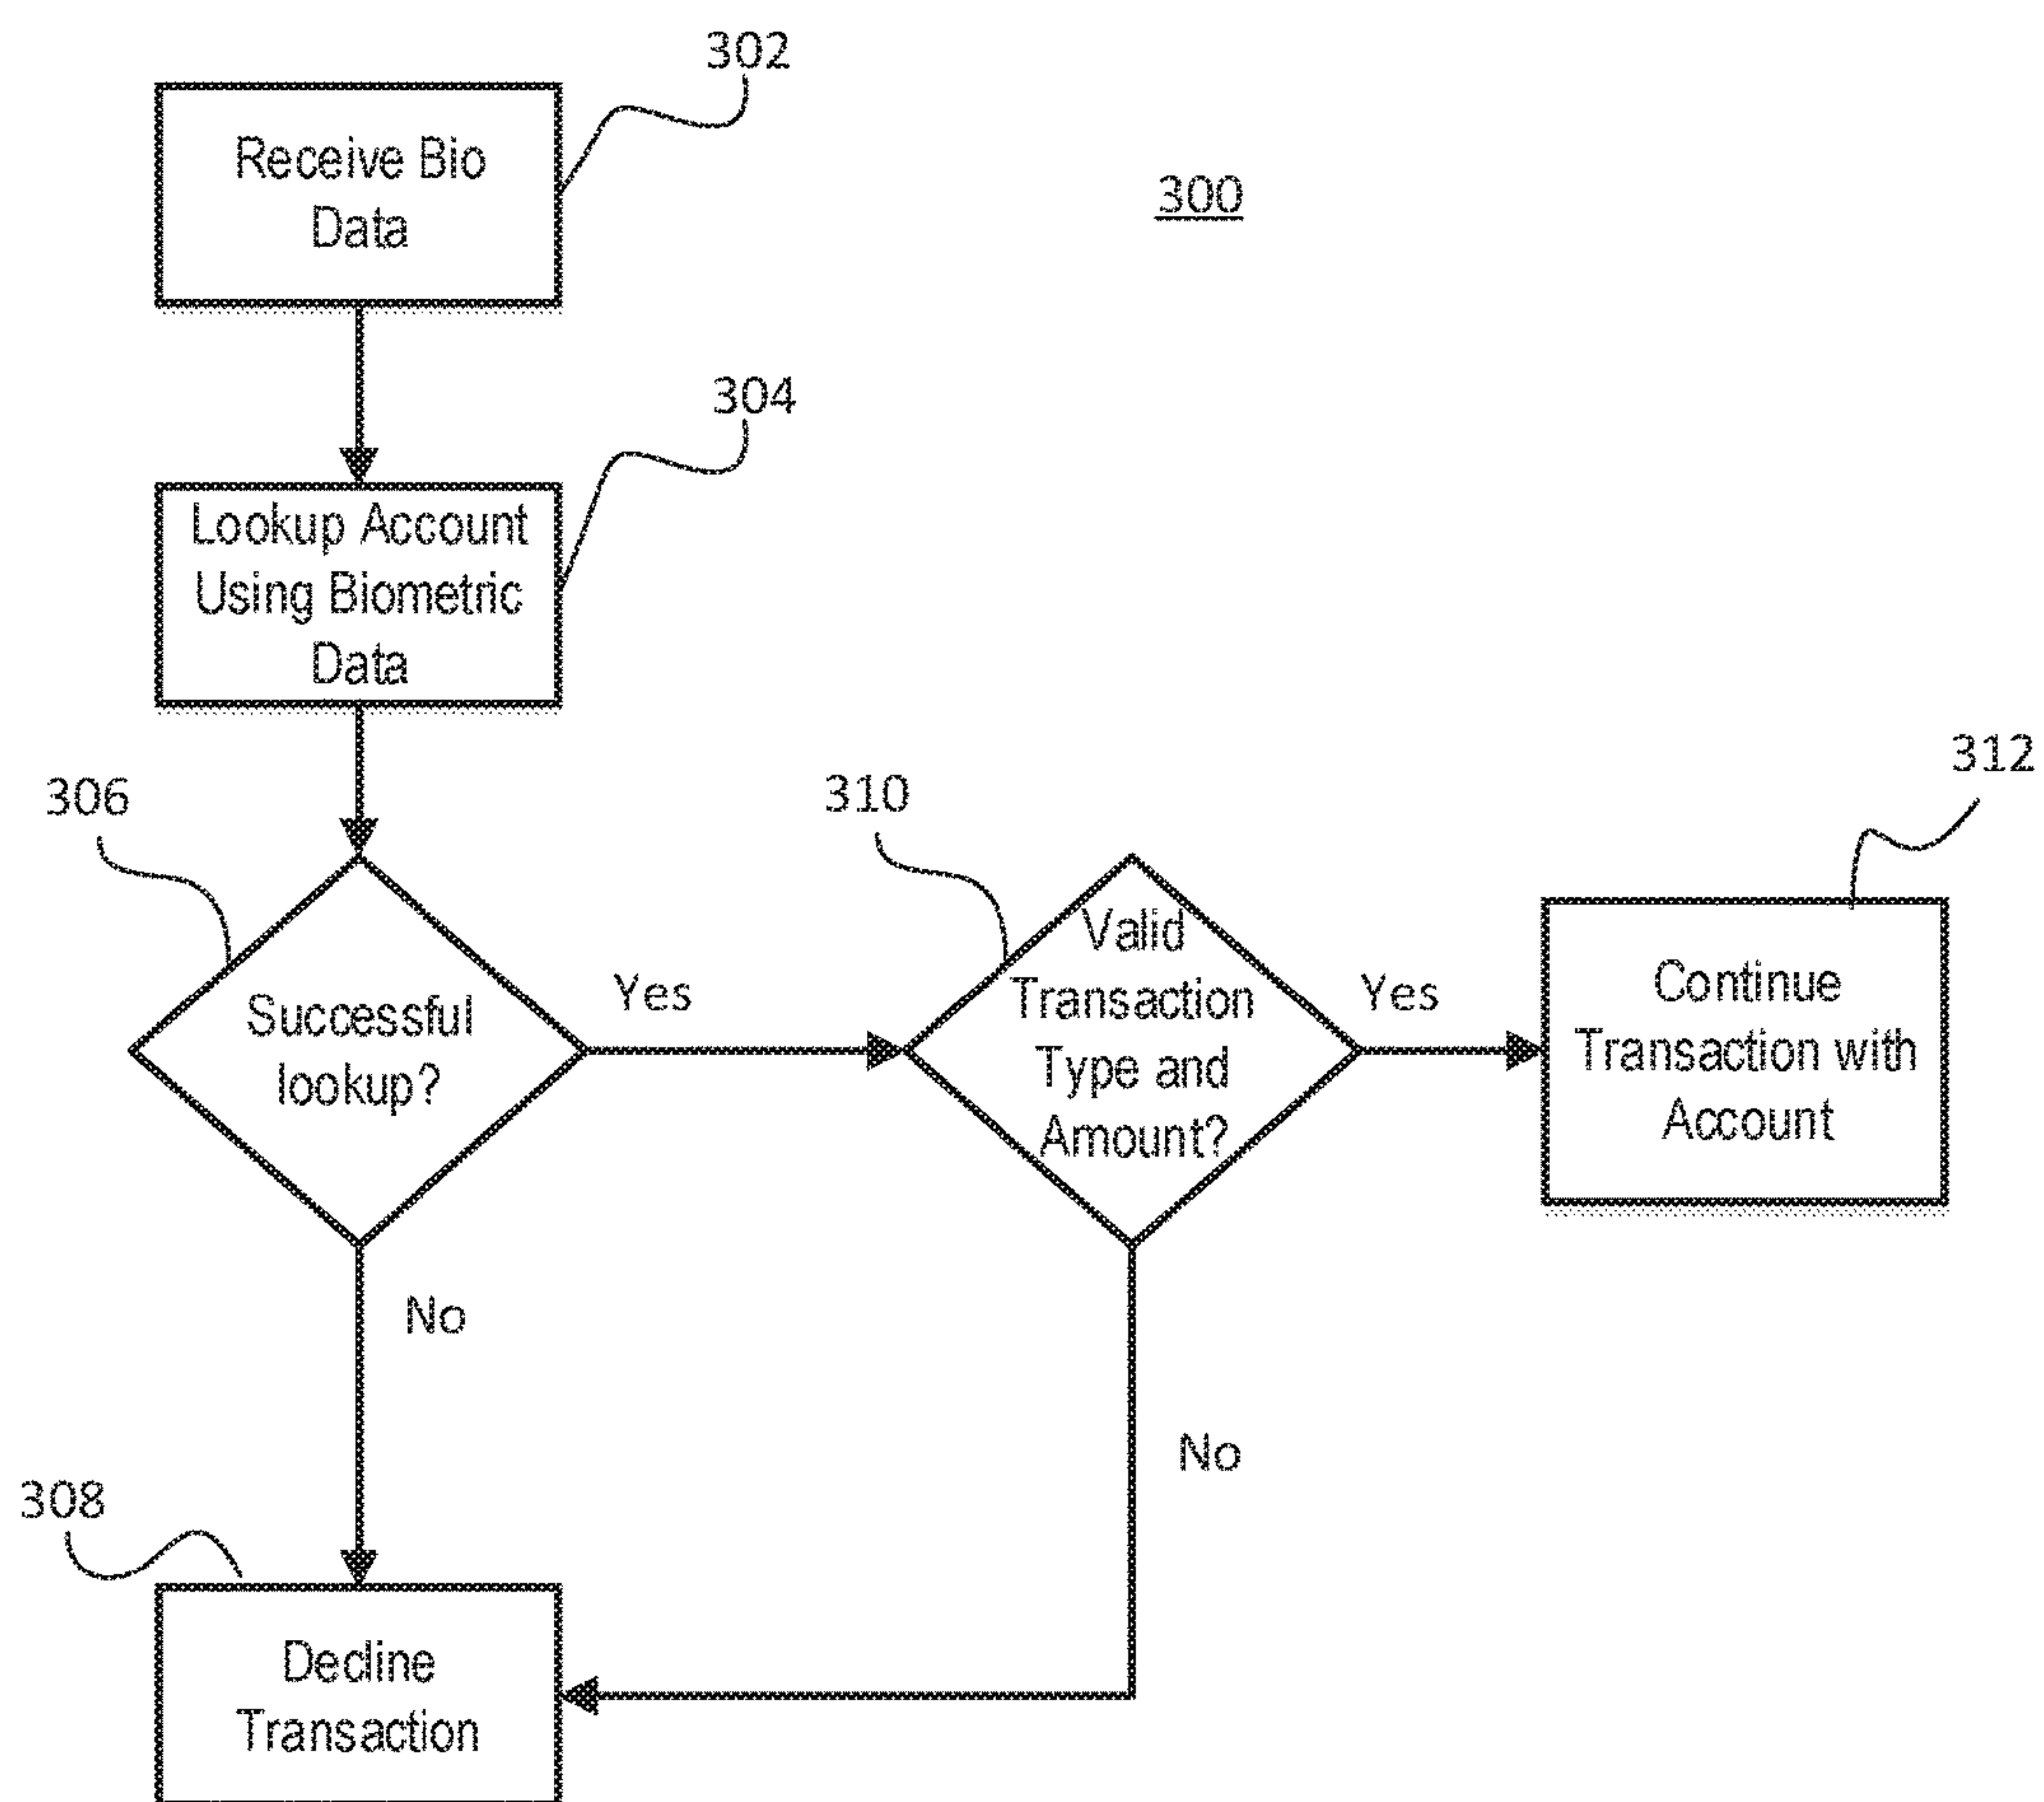 302
Receive Bio
Data
300
304
Lookup Account
Using Biometric
Data
306
Successful
lookup?
Yes
310
Valid
Transaction
Type and
Amount?
Yes
312
Continue
Transaction with
Account
No
No
308
Decline
Transaction